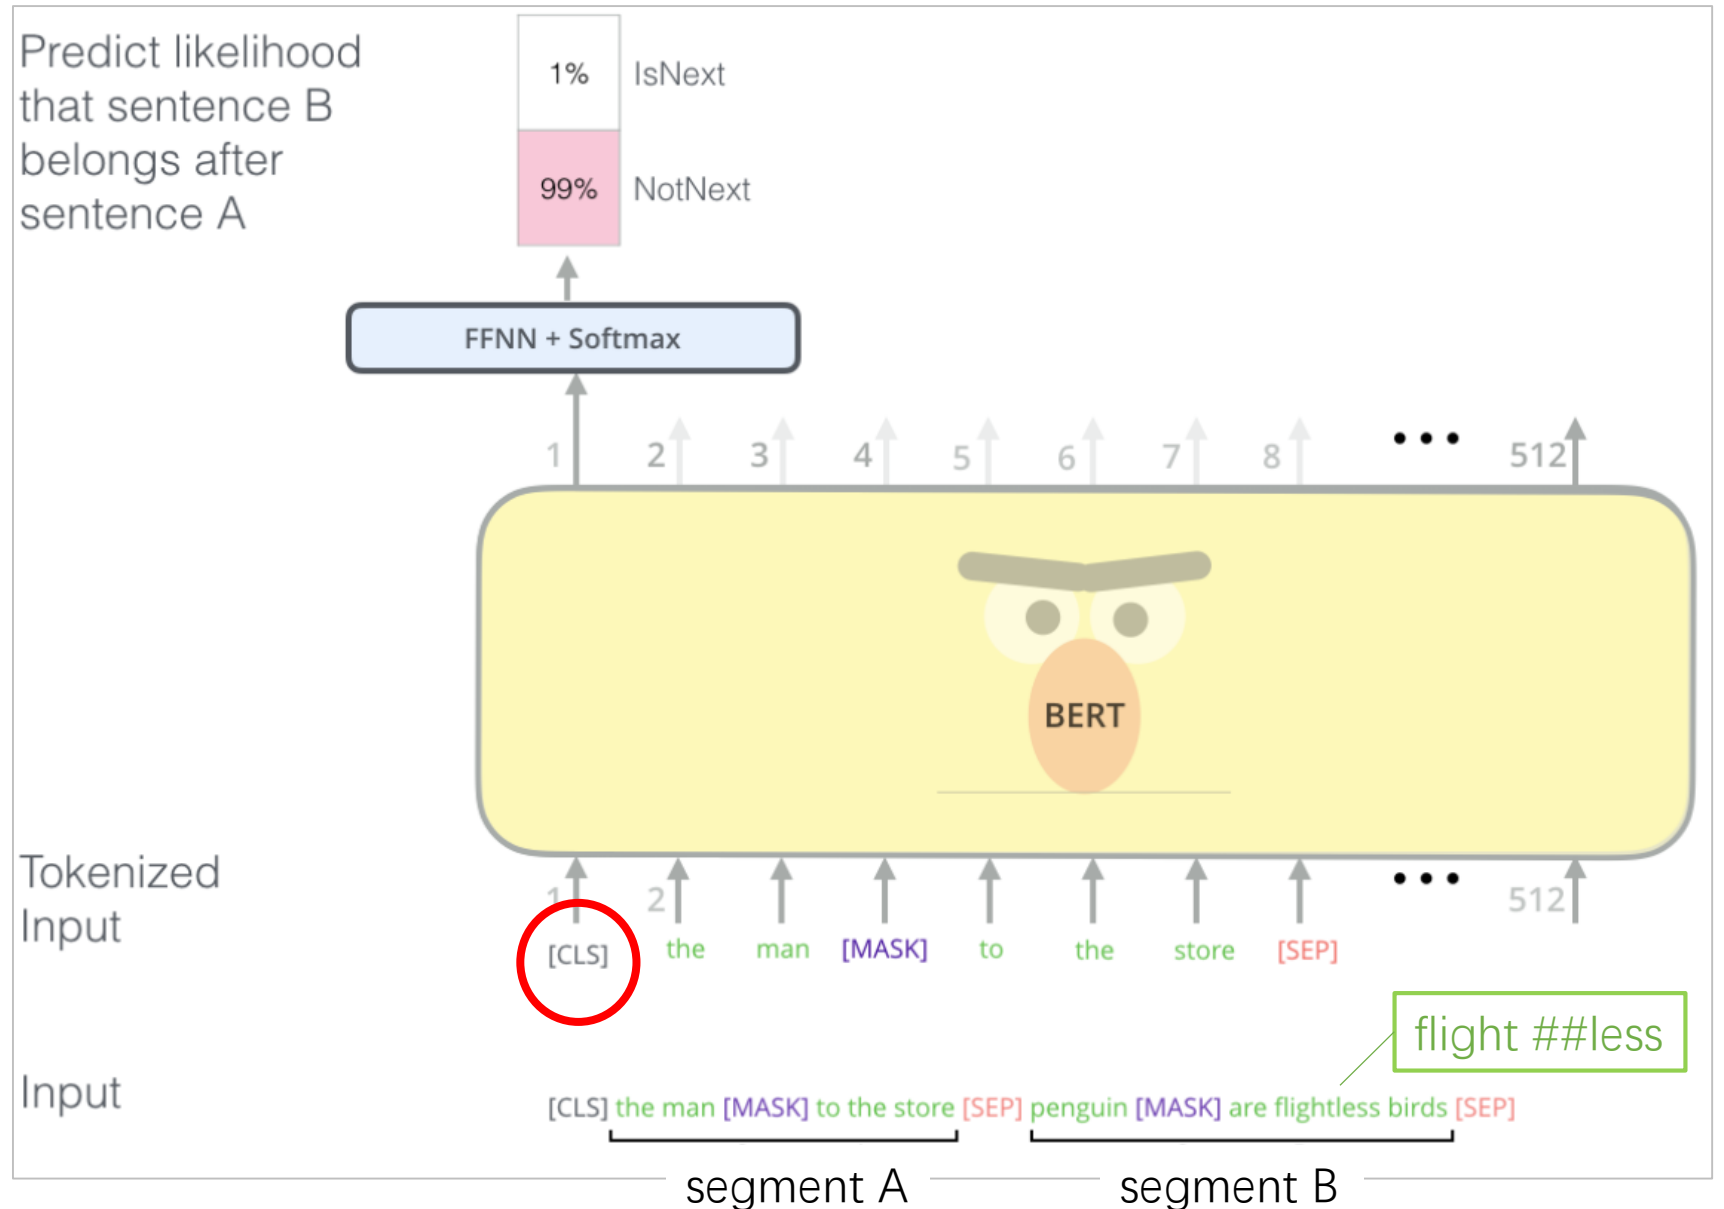 Predict likelihood
that sentence B
belongs after
sentence A
1% IsNext
99% NotNext
FFNN + Softmax
1 2 3 4 5 6 7 8 ••• 512
BERT
Tokenized
Input
1 2 ••• 512
[CLS] the man [MASK] to the store [SEP]
flight ##less
Input
[CLS] the man [MASK] to the store [SEP] penguin [MASK] are flightless birds [SEP]
segment A segment B